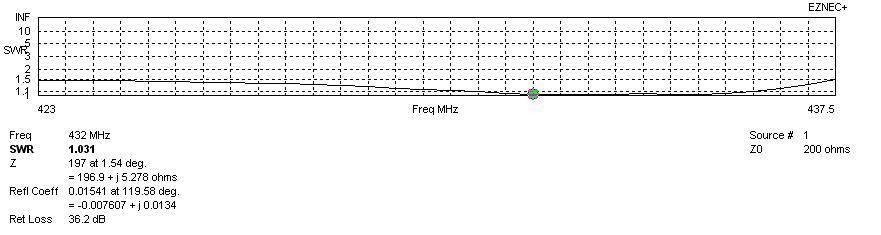 EZNEC+
INF
10
5
SWR
3
2
1.5
1.1
423 Freq MHz 437.5
Freq 432 MHz Source # 1
SWR 1.031 Z0 200 ohms
Z 197 at 1.54 deg.
= 196.9 + j 5.278 ohms
Refl Coeff 0.01541 at 119.58 deg.
= -0.007607 + j 0.0134
Ret Loss 36.2 dB